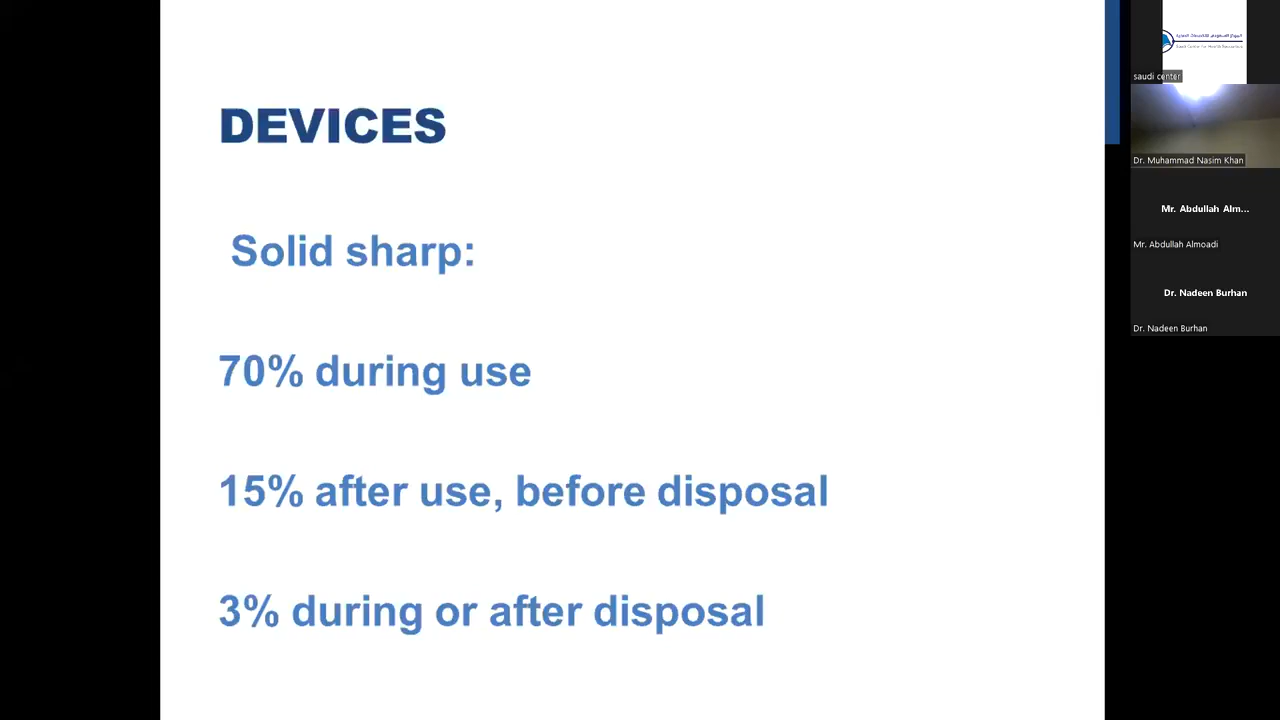 DEVICES
Solid sharp:
70% during use
15% after use, before disposal
3% during or after disposal
saudi center
Dr. Muhammad Nasim Khan
Mr. Abdullah Alm...
Mr. Abdullah Almoadi
Dr. Nadeen Burhan
Dr. Nadeen Burhan